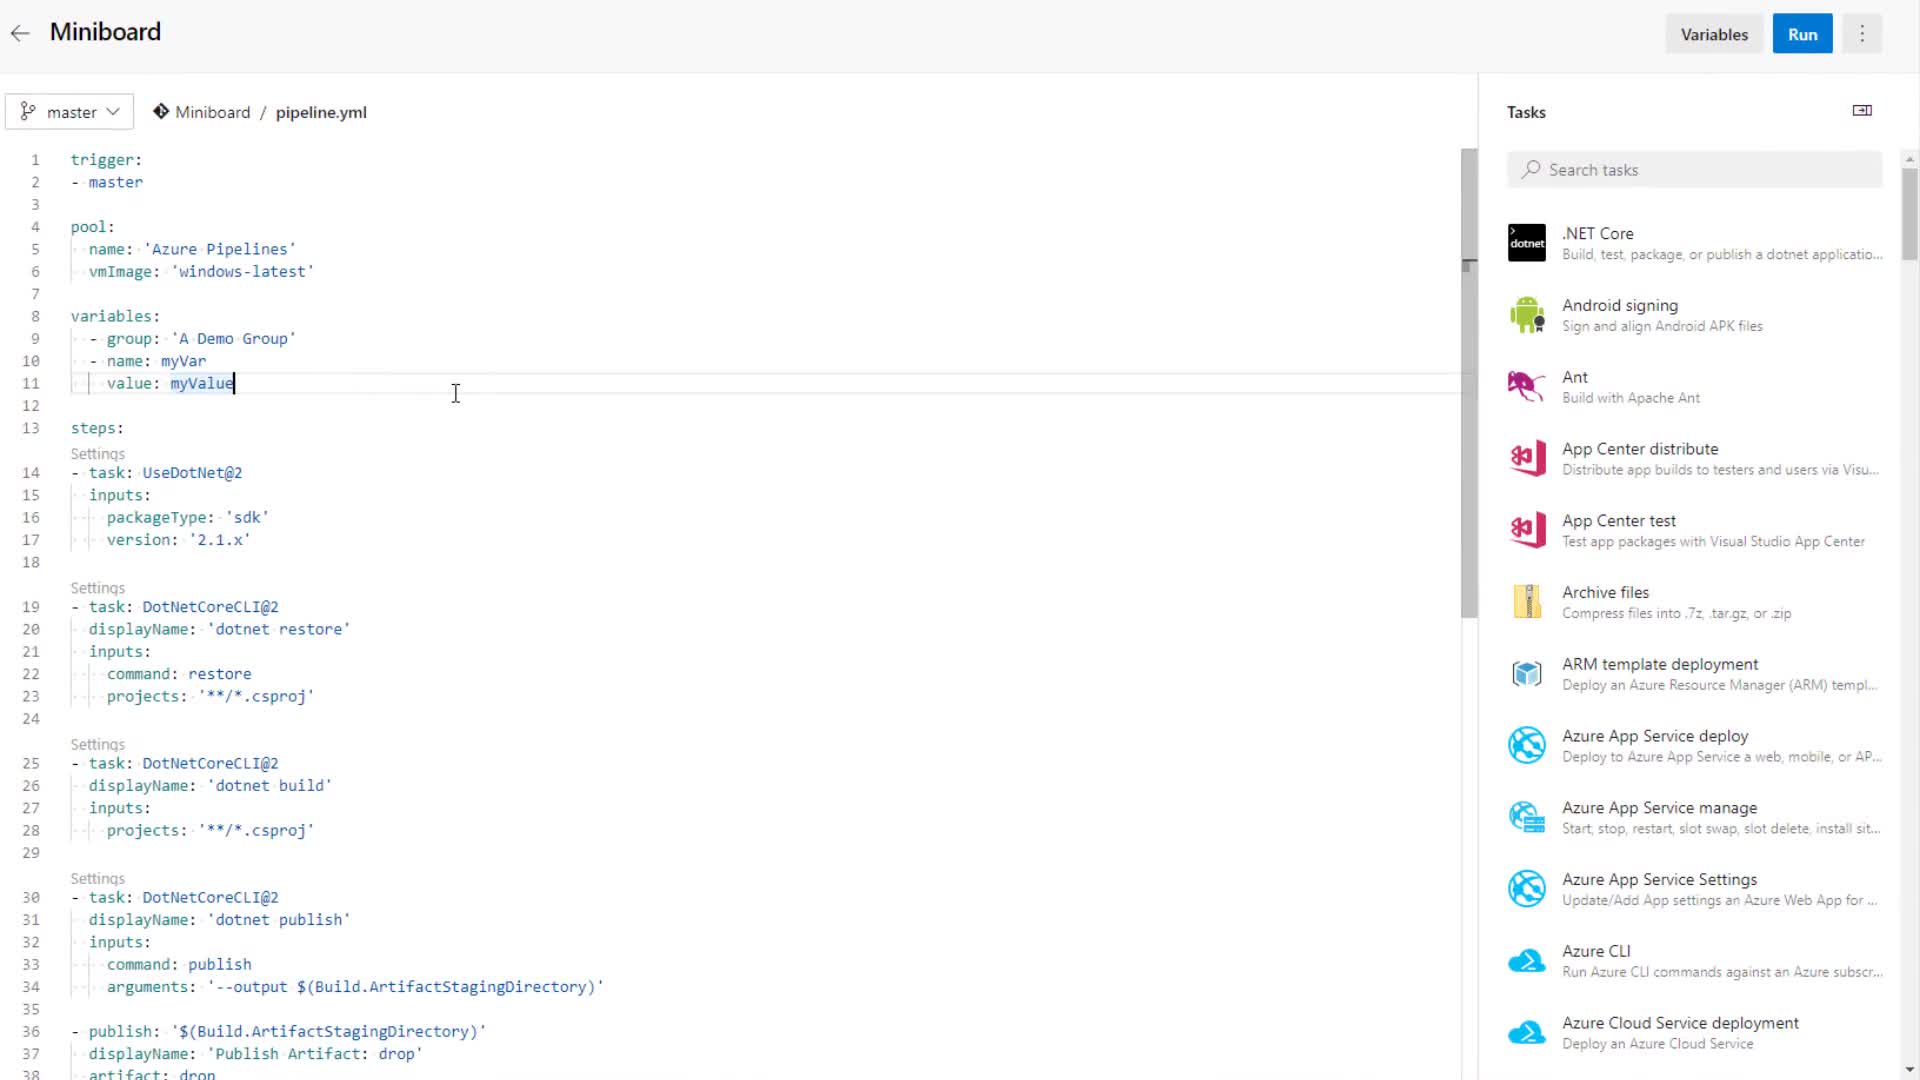 Miniboard
Variables
Run
master
Miniboard / pipeline.yml
1 trigger:
2 - master
3
4 pool:
5 name: 'Azure Pipelines'
6 vmImage: 'windows-latest'
7
8 variables:
9 - group: 'A Demo Group'
10 - name: myVar
11 value: myValue
12
13 steps:
Settings
14 - task: UseDotNet@2
15 inputs:
16 packageType: 'sdk'
17 version: '2.1.x'
18
Settings
19 - task: DotNetCoreCLI@2
20 displayName: 'dotnet restore'
21 inputs:
22 command: restore
23 projects: '**/*.csproj'
24
Settings
25 - task: DotNetCoreCLI@2
26 displayName: 'dotnet build'
27 inputs:
28 projects: '**/*.csproj'
29
Settings
30 - task: DotNetCoreCLI@2
31 displayName: 'dotnet publish'
32 inputs:
33 command: publish
34 arguments: '--output $(Build.ArtifactStagingDirectory)'
35
36 - publish: '$(Build.ArtifactStagingDirectory)'
37 displayName: 'Publish Artifact: drop'
38 artifact: drop
Tasks
Search tasks
dotnet
.NET Core
Build, test, package, or publish a dotnet applicatio...
Android signing
Sign and align Android APK files
Ant
Build with Apache Ant
App Center distribute
Distribute app builds to testers and users via Visu...
App Center test
Test app packages with Visual Studio App Center
Archive files
Compress files into .7z, .tar.gz, or .zip
ARM template deployment
Deploy an Azure Resource Manager (ARM) templ...
Azure App Service deploy
Deploy to Azure App Service a web, mobile, or AP...
Azure App Service manage
Start, stop, restart, slot swap, slot delete, install sit...
Azure App Service Settings
Update/Add App settings an Azure Web App for ...
Azure CLI
Run Azure CLI commands against an Azure subscr...
Azure Cloud Service deployment
Deploy an Azure Cloud Service